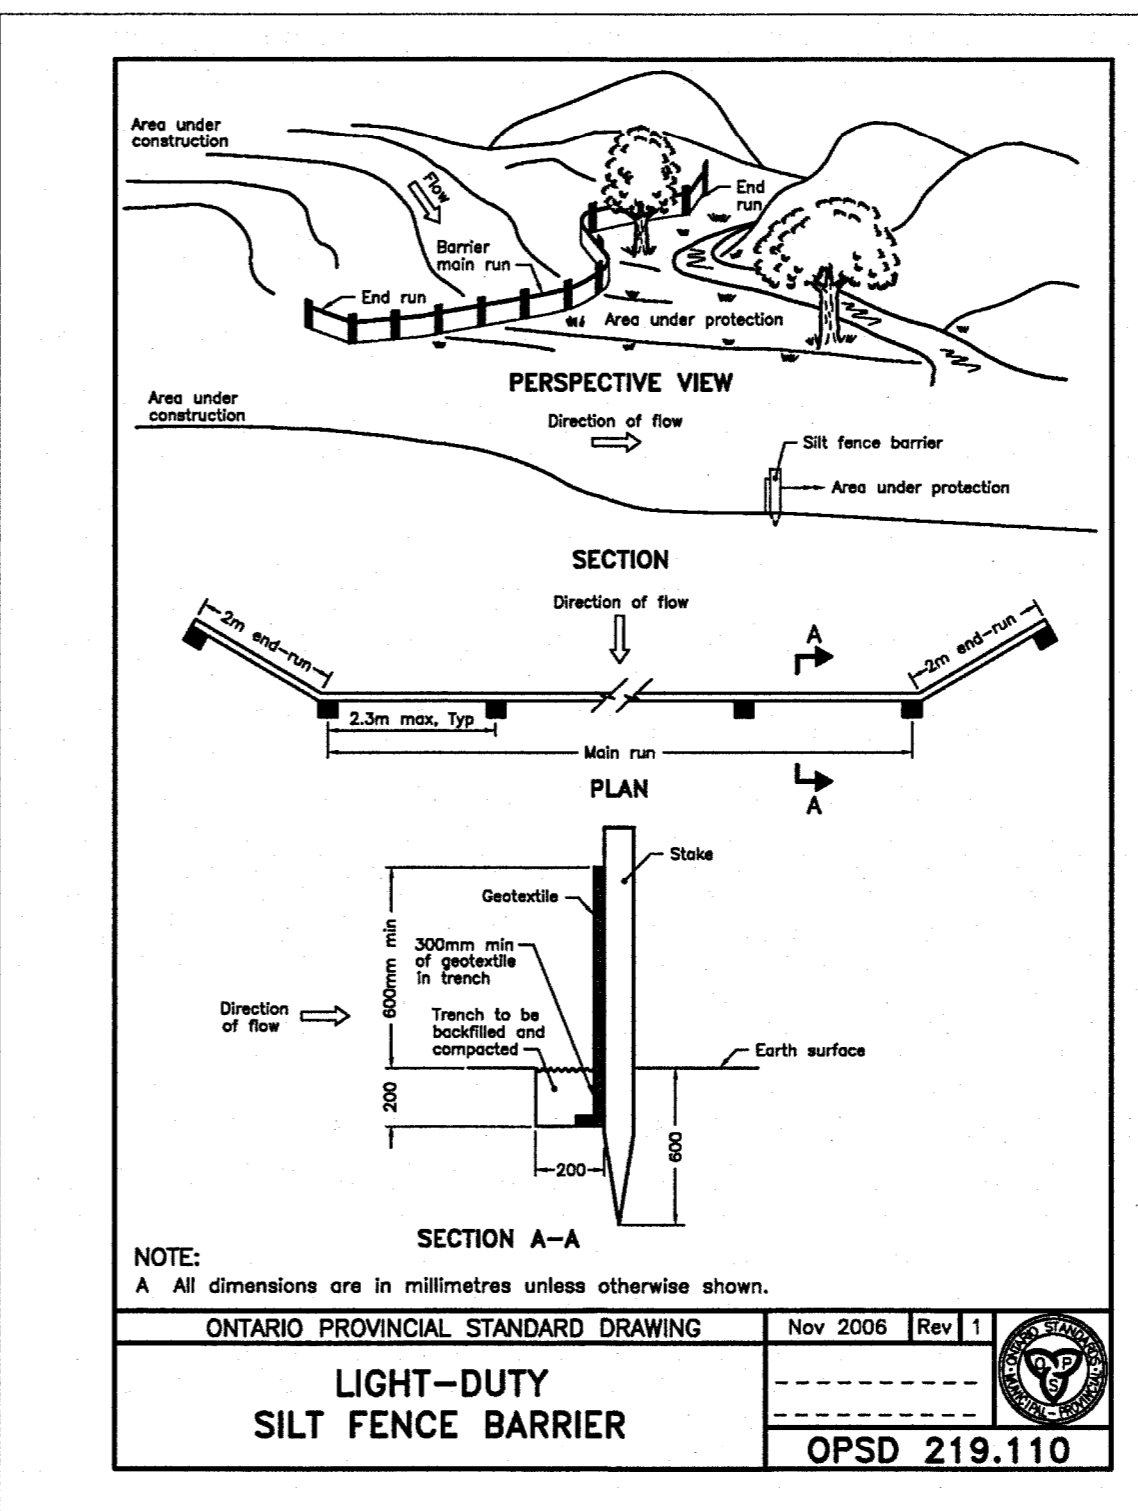 Area under
construction
Flow
End
run
Barrier
main run
End run
Area under protection
PERSPECTIVE VIEW
Area under
construction
Direction of flow
Silt fence barrier
Area under protection
SECTION
Direction of flow
2m end-run
A
2m end-run
2.3m max, Typ
Main run
PLAN
A
Stake
Geotextile
600mm min
300mm min
of geotextile
in trench
Direction
of flow
Trench to be
backfilled and
compacted
Earth surface
200
600
200
SECTION A-A
NOTE:
A All dimensions are in millimetres unless otherwise shown.
ONTARIO PROVINCIAL STANDARD DRAWING
Nov 2006 Rev 1
LIGHT-DUTY
SILT FENCE BARRIER
ONTARIO STANDARDS
MUNICIPAL - PROVINCIAL
O P
S
OPSD 219.110